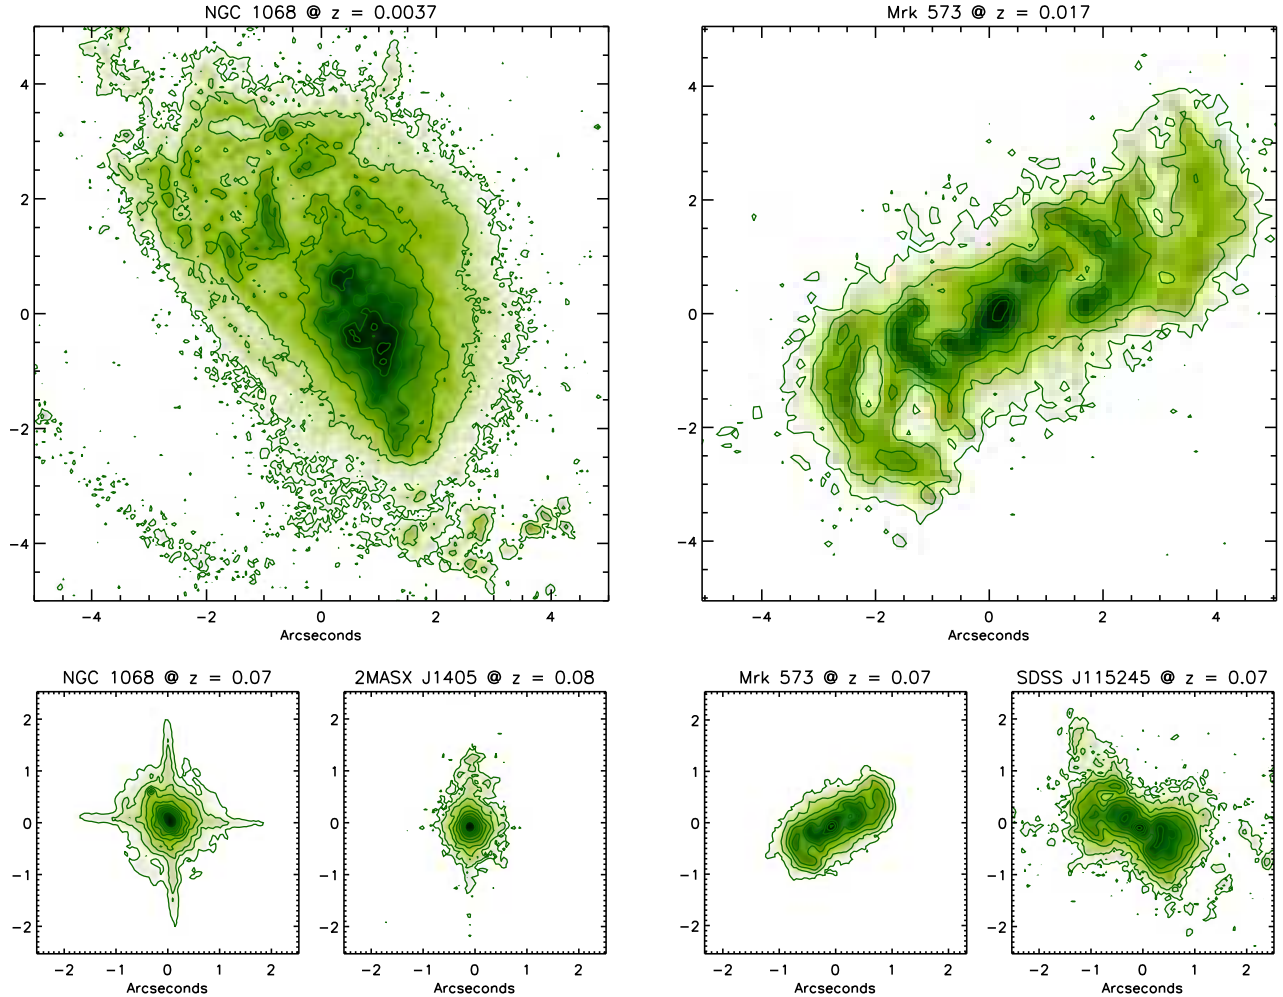 NGC 1068 @ z = 0.0037
4
2
0
−2
−4
−4 −2 0 2 4
Arcseconds
Mrk 573 @ z = 0.017
4
2
0
−2
−4
−4 −2 0 2 4
Arcseconds
NGC 1068 @ z = 0.07
2
1
0
−1
−2
−2 −1 0 1 2
Arcseconds
2MASX J1405 @ z = 0.08
2
1
0
−1
−2
−2 −1 0 1 2
Arcseconds
Mrk 573 @ z = 0.07
2
1
0
−1
−2
−2 −1 0 1 2
Arcseconds
SDSS J115245 @ z = 0.07
2
1
0
−1
−2
−2 −1 0 1 2
Arcseconds